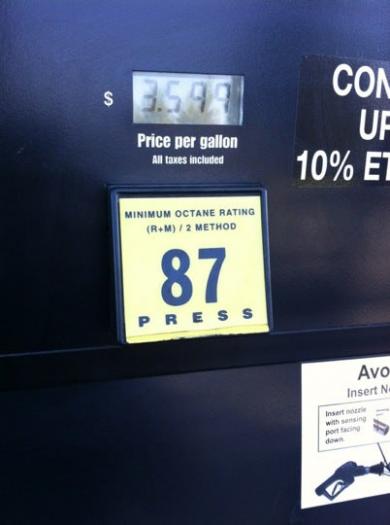 $ 3.599
Price per gallon
All taxes included
CON
UP
10% ET
MINIMUM OCTANE RATING
(R+M) / 2 METHOD
87
PRESS
Avo
Insert N
Insert nozzle
with sensing
port facing
down.